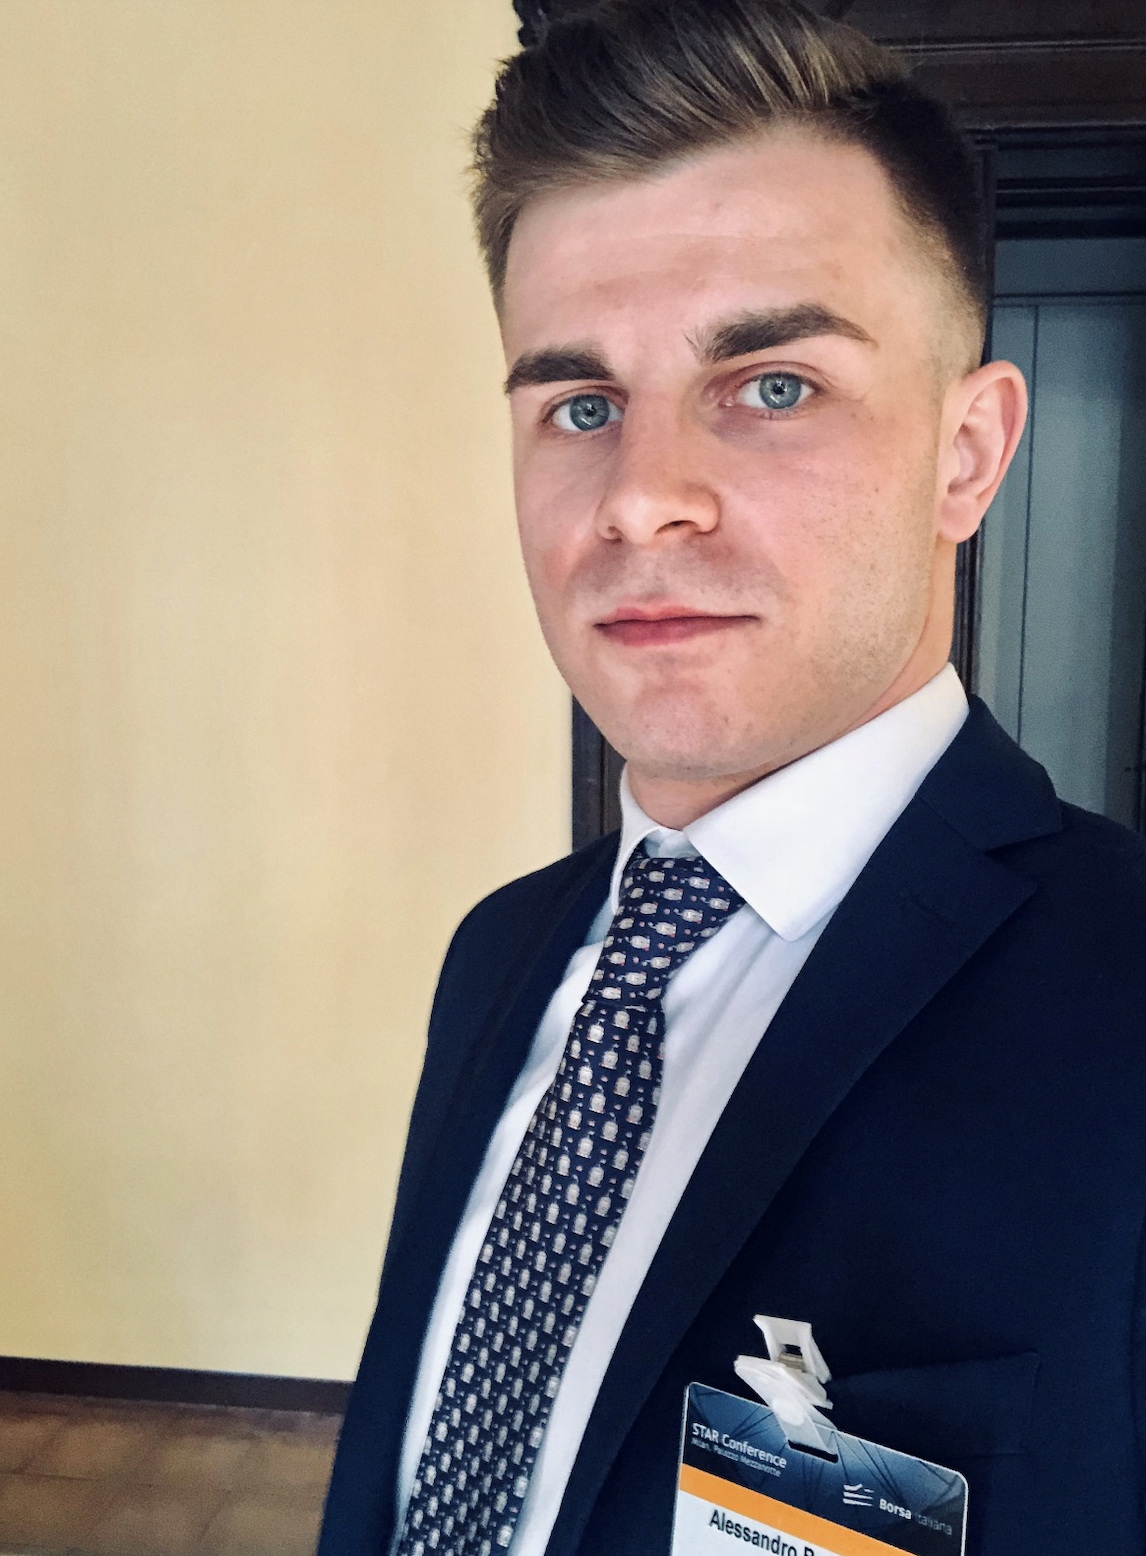 STAR Conference
Milan, Palazzo Mezzanotte
Borsa Italiana
Alessandro